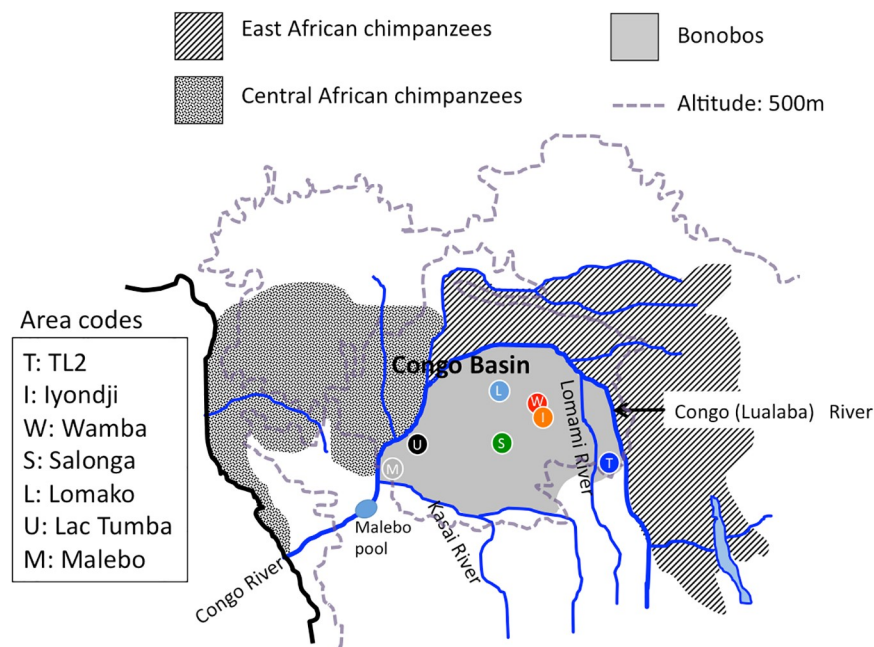 East African chimpanzees
Bonobos
Central African chimpanzees
Altitude: 500m
Area codes
T: TL2
I: Iyondji
W: Wamba
S: Salonga
L: Lomako
U: Lac Tumba
M: Malebo
Congo Basin
L
W
I
U
S
M
T
Lomami River
Congo (Lualaba) River
Kasai River
Malebo
pool
Congo River